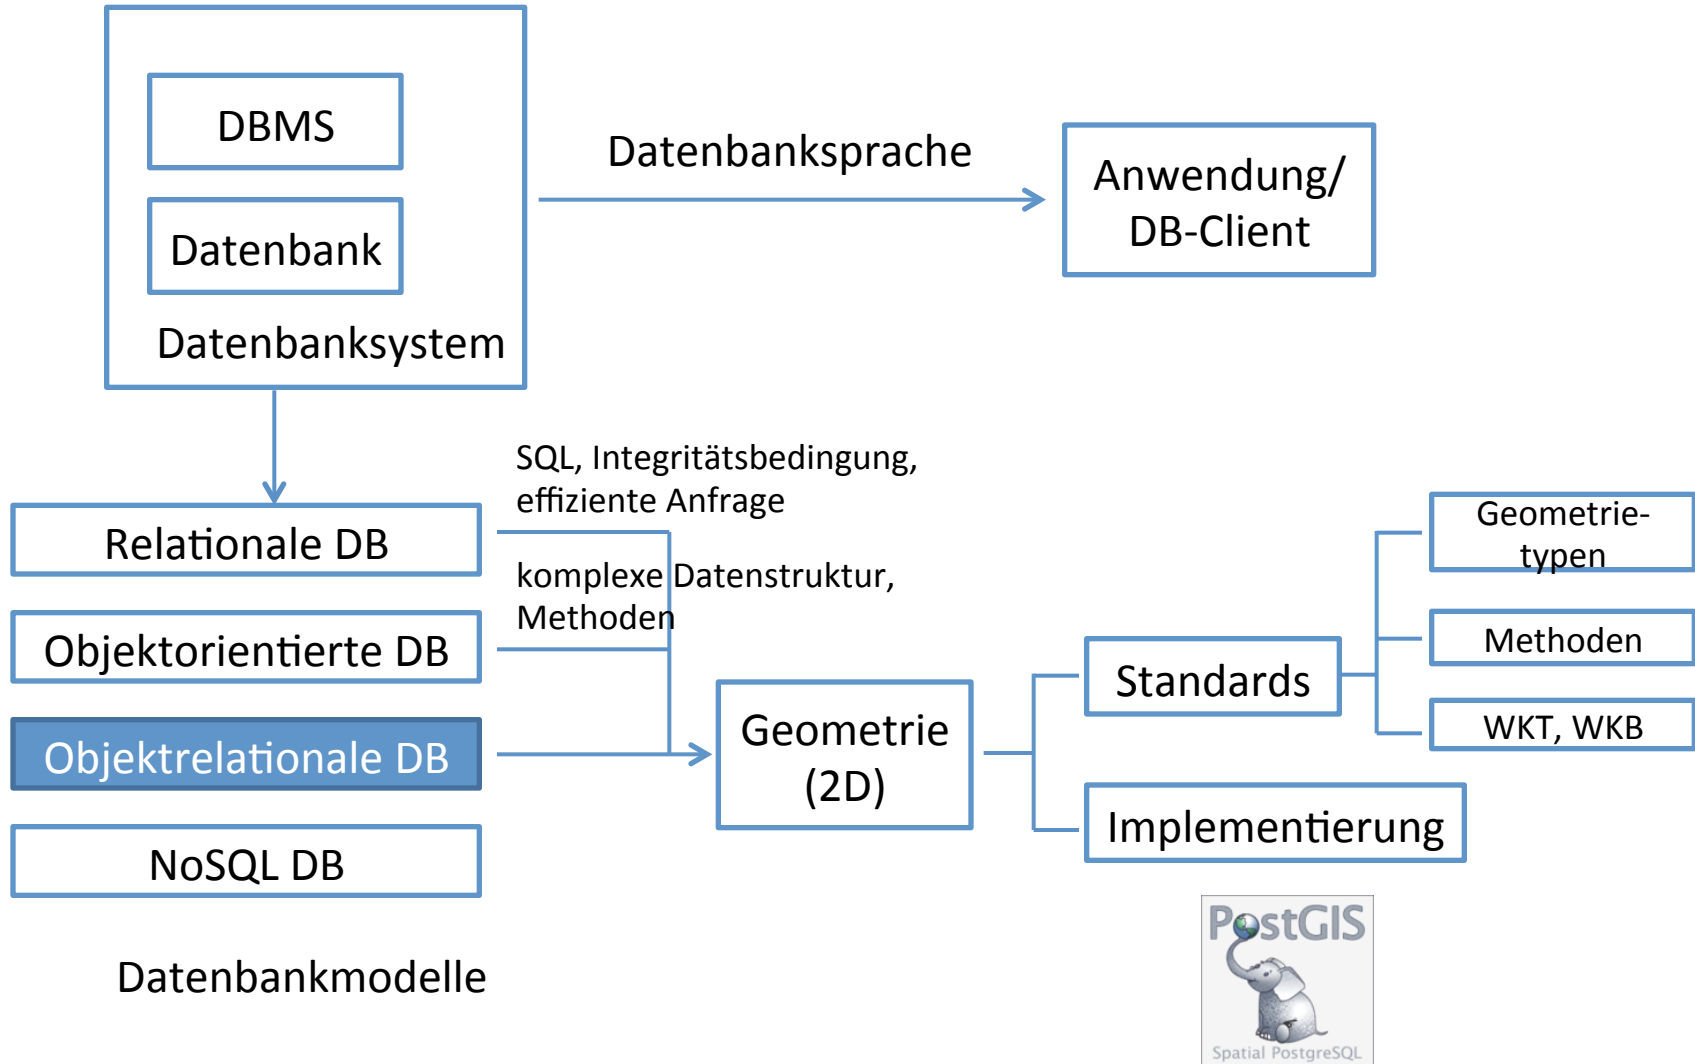 DBMS
Datenbank
Datenbanksystem
Datenbanksprache
Anwendung/
DB-Client
SQL, Integritätsbedingung,
effiziente Anfrage
komplexe Datenstruktur,
Methoden
Relationale DB
Objektorientierte DB
Objektrelationale DB
NoSQL DB
Datenbankmodelle
Geometrie
(2D)
Standards
Implementierung
Geometrie-
typen
Methoden
WKT, WKB
PostGIS
Spatial PostgreSQL